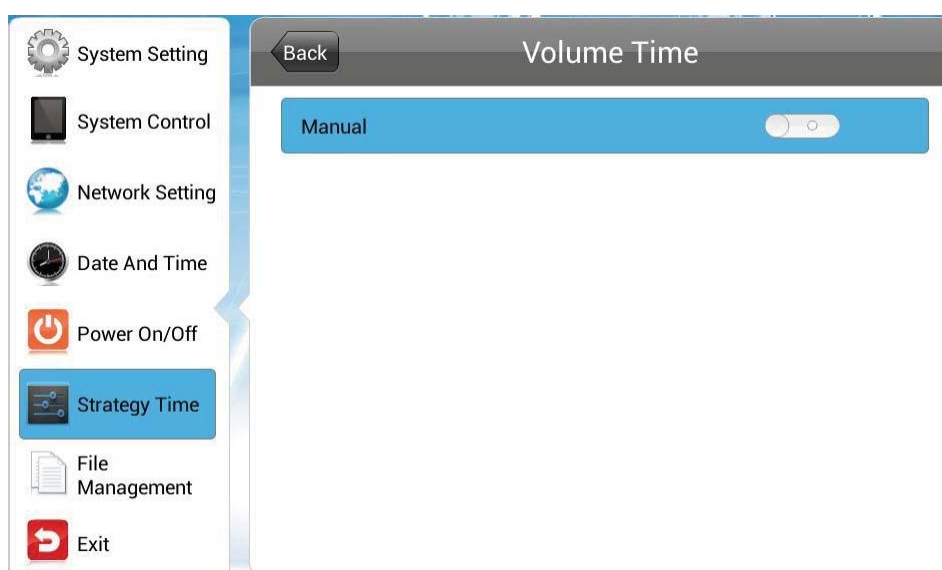 System Setting
System Control
Network Setting
Date And Time
Power On/Off
Strategy Time
File
Management
Exit
Back
Volume Time
Manual